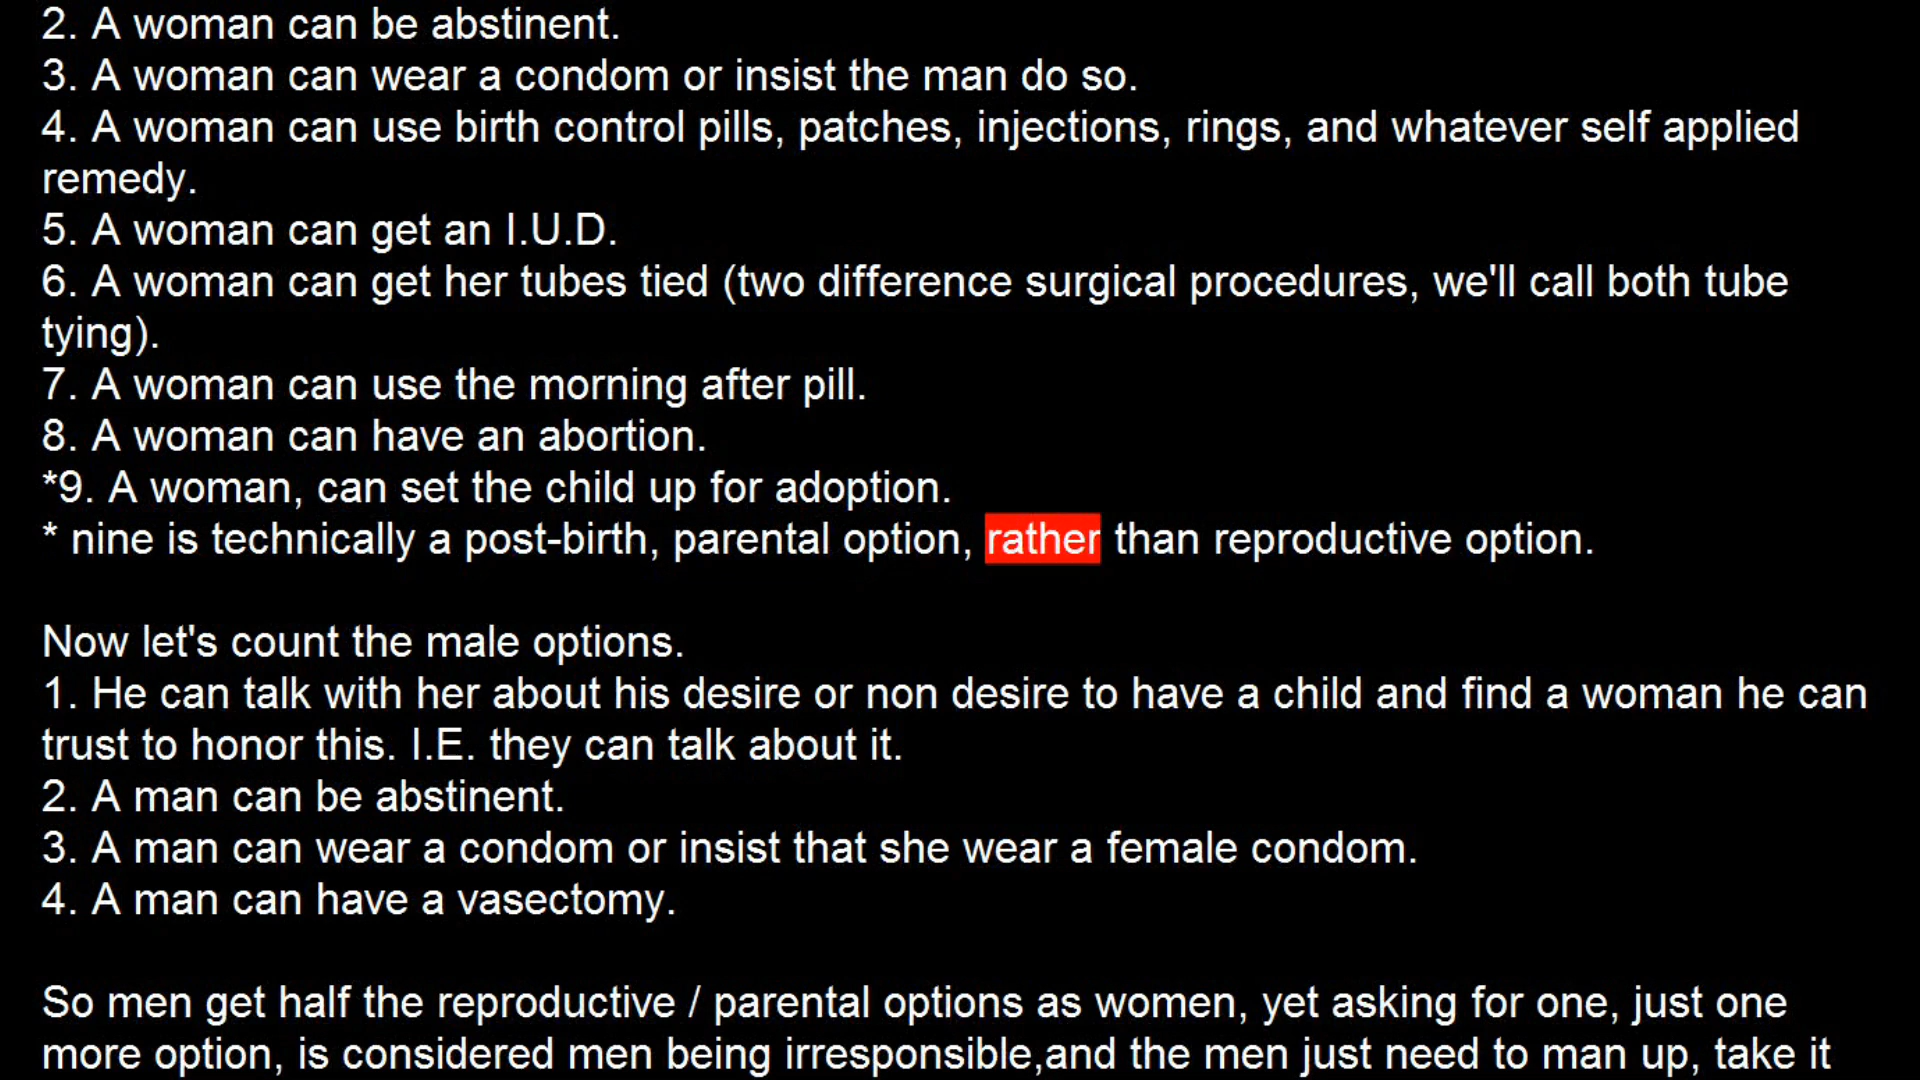 2. A woman can be abstinent.
3. A woman can wear a condom or insist the man do so.
4. A woman can use birth control pills, patches, injections, rings, and whatever self applied
remedy.
5. A woman can get an I.U.D.
6. A woman can get her tubes tied (two difference surgical procedures, we'll call both tube
tying).
7. A woman can use the morning after pill.
8. A woman can have an abortion.
*9. A woman, can set the child up for adoption.
* nine is technically a post-birth, parental option, rather than reproductive option.
Now let's count the male options.
1. He can talk with her about his desire or non desire to have a child and find a woman he can
trust to honor this. I.E. they can talk about it.
2. A man can be abstinent.
3. A man can wear a condom or insist that she wear a female condom.
4. A man can have a vasectomy.
So men get half the reproductive / parental options as women, yet asking for one, just one
more option, is considered men being irresponsible,and the men just need to man up, take it